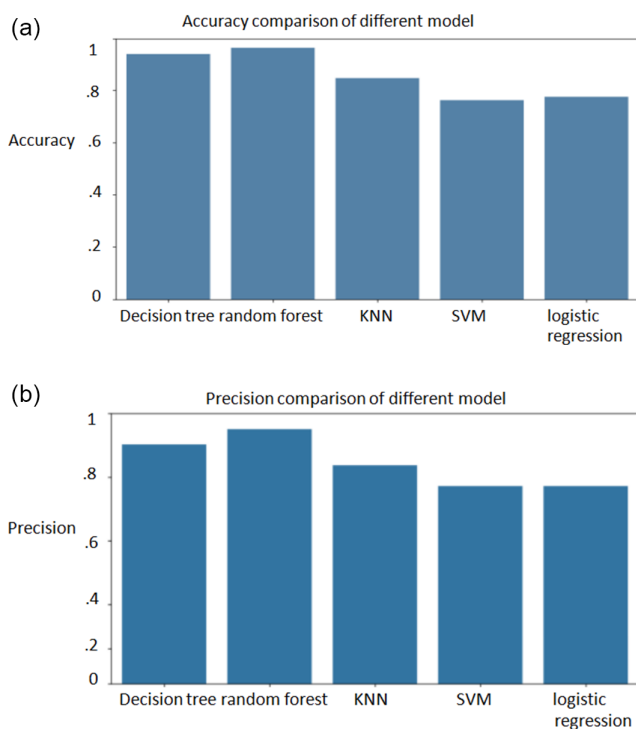 (a)
Accuracy comparison of different model
1
.8
Accuracy .6
.4
.2
0
Decision tree random forest KNN SVM logistic
regression
(b)
Precision comparison of different model
1
.8
Precision
.6
.4
.2
0
Decision tree random forest KNN SVM logistic
regression